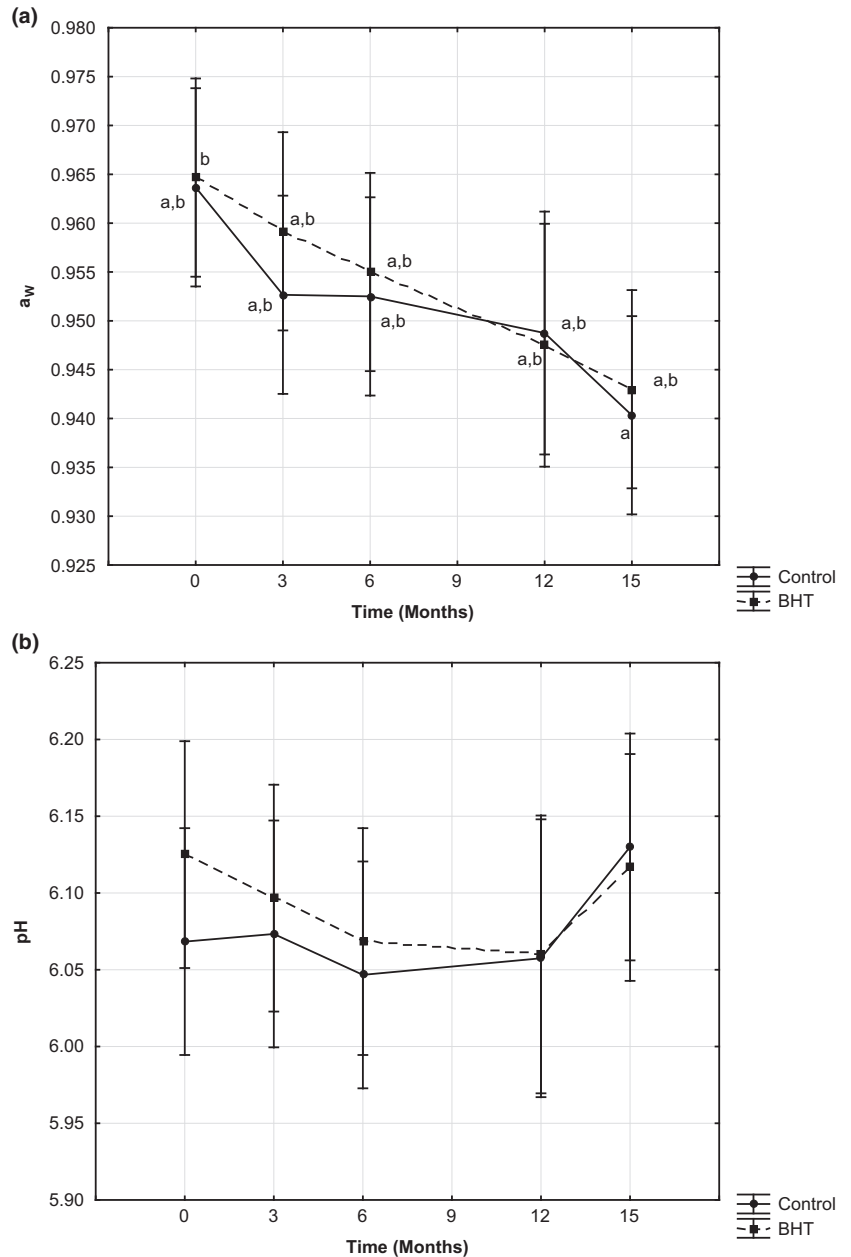 (a)
0.980
0.975
0.970
0.965
0.960
0.955
0.950
0.945
0.940
0.935
0.930
0.925
a_w
b
a,b
a,b
a,b
a,b
a,b
a,b
a,b
a,b
a
0 3 6 9 12 15
Time (Months)
Control
BHT
(b)
6.25
6.20
6.15
6.10
6.05
6.00
5.95
5.90
pH
0 3 6 9 12 15
Time (Months)
Control
BHT